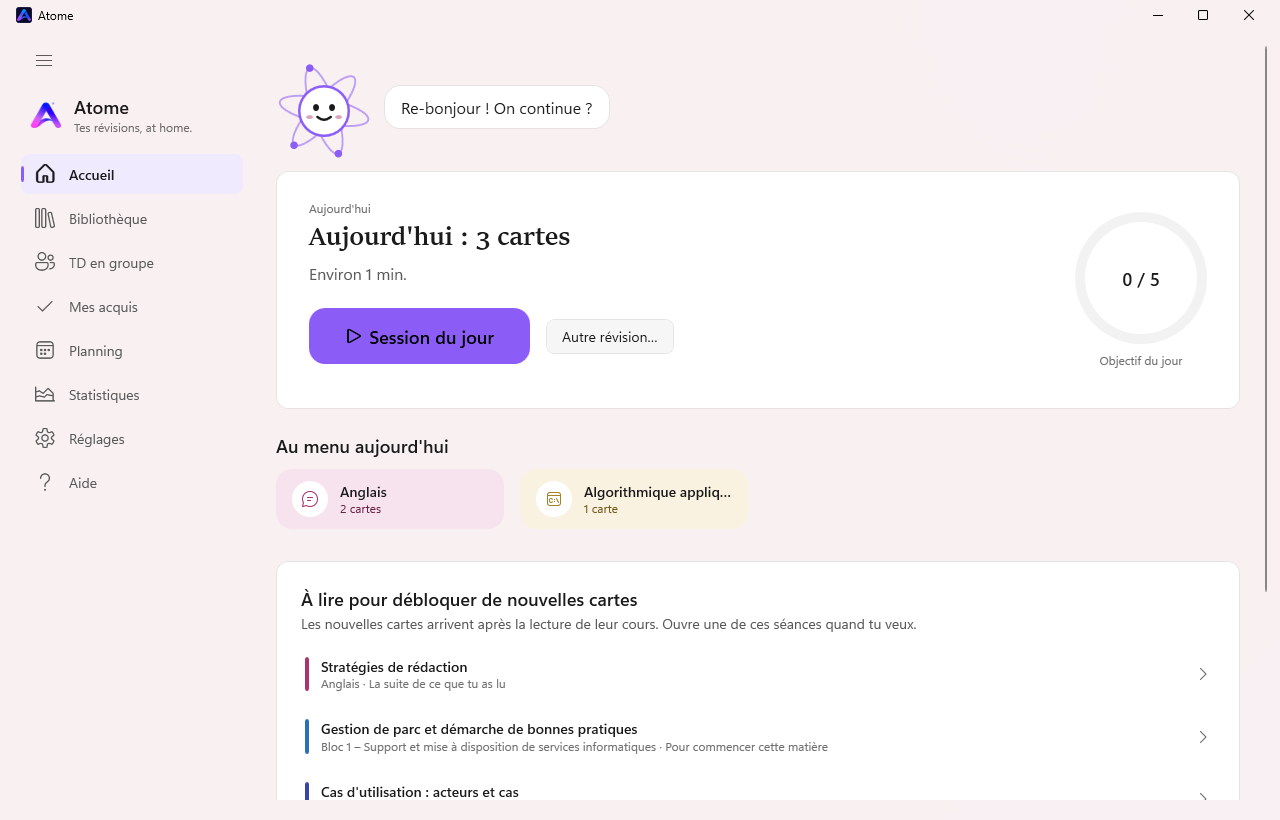 Atome
Re-bonjour ! On continue ?
Atome
Tes révisions, at home.
Accueil
Bibliothèque
TD en groupe
Mes acquis
Planning
Statistiques
Réglages
Aide
Aujourd'hui
Aujourd'hui : 3 cartes
Environ 1 min.
Session du jour
Autre révision...
0 / 5
Objectif du jour
Au menu aujourd'hui
Anglais
2 cartes
Algorithmique appliq...
1 carte
À lire pour débloquer de nouvelles cartes
Les nouvelles cartes arrivent après la lecture de leur cours. Ouvre une de ces séances quand tu veux.
Stratégies de rédaction
Anglais · La suite de ce que tu as lu
Gestion de parc et démarche de bonnes pratiques
Bloc 1 – Support et mise à disposition de services informatiques · Pour commencer cette matière
Cas d'utilisation : acteurs et cas